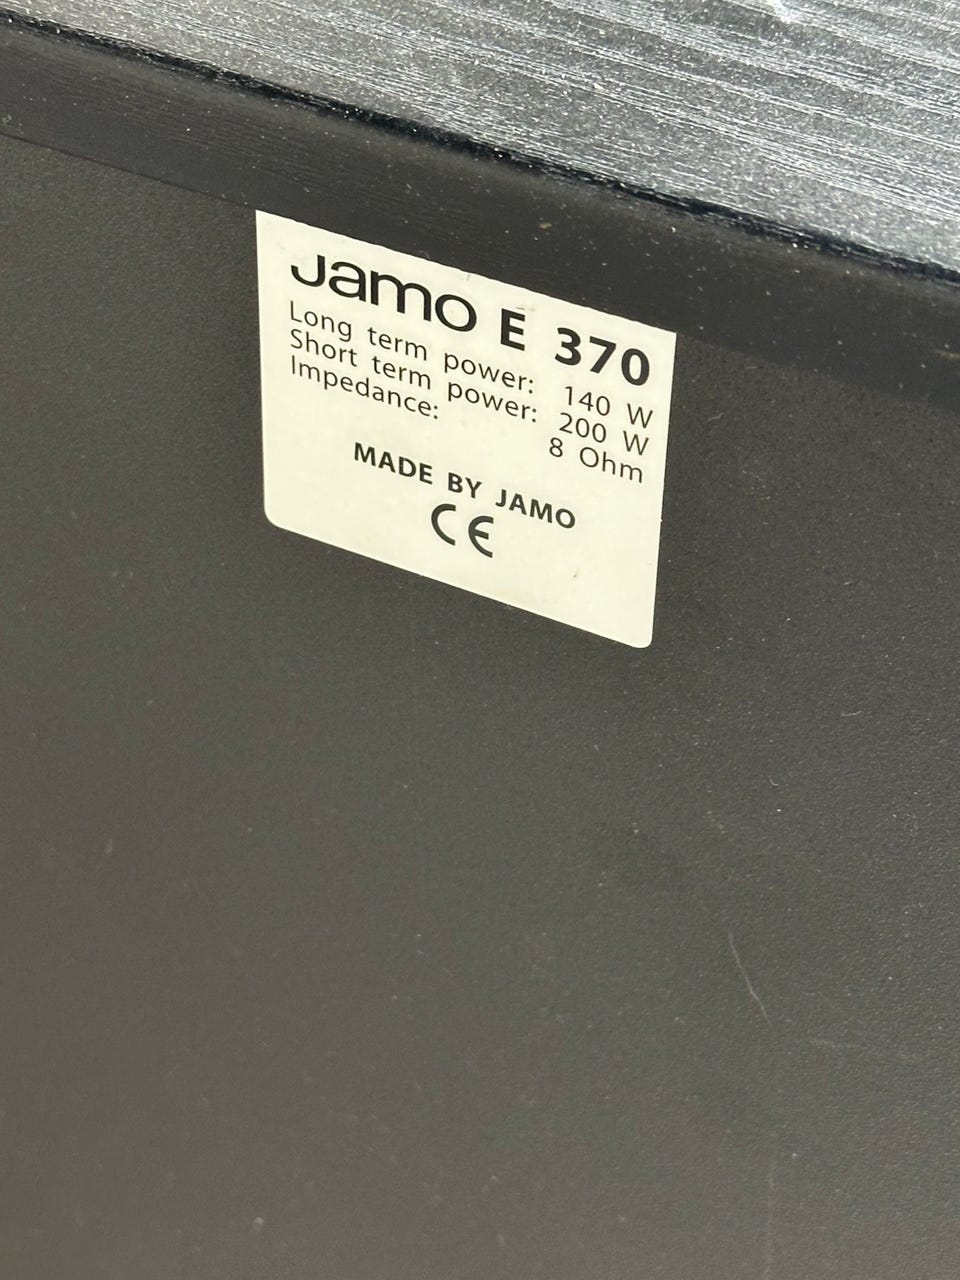 Jamo E 370
Long term power: 140 W
Short term power: 200 W
Impedance: 8 Ohm
MADE BY JAMO
CE